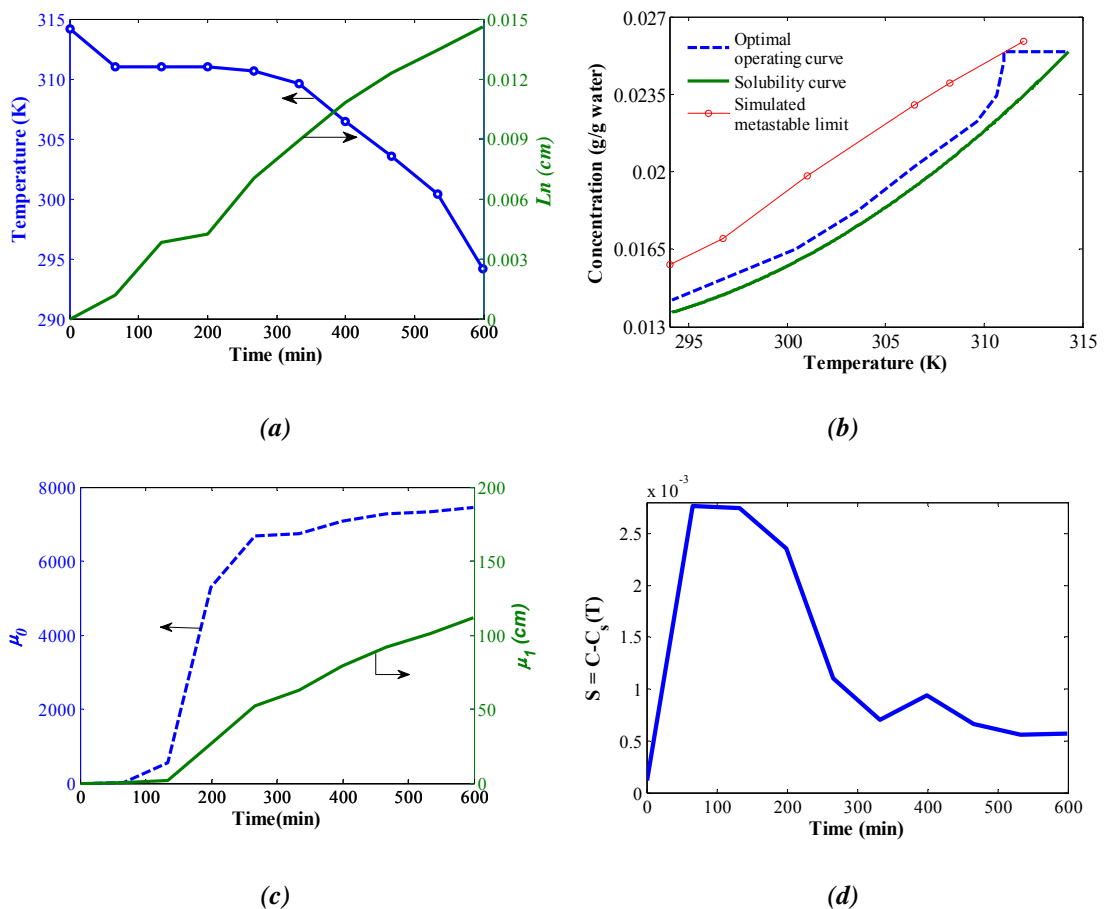 315
310
305
300
295
290
Temperature (K)
0.015
0.012
0.009
0.006
0.003
0
Ln (cm)
0 100 200 300 400 500 600
Time (min)
(a)
0.027
0.0235
0.02
0.0165
0.013
Concentration (g/g water)
Optimal
operating curve
Solubility curve
Simulated
metastable limit
295 300 305 310 315
Temperature (K)
(b)
8000
6000
4000
2000
0
μ0
200
150
100
50
0
μ1 (cm)
0 100 200 300 400 500 600
Time(min)
(c)
x 10-3
2.5
2
1.5
1
0.5
0
S = C-Cs(T)
0 100 200 300 400 500 600
Time (min)
(d)